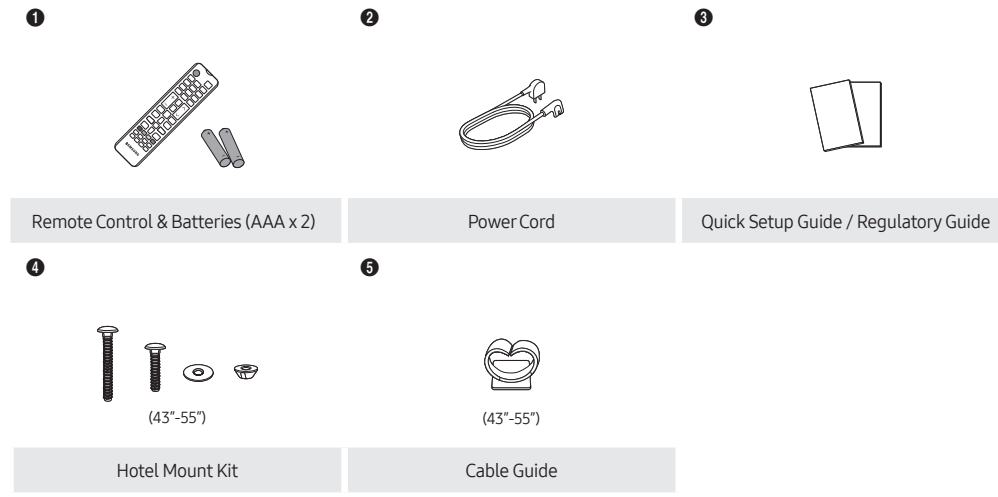 ❶ ❷ ❸
Remote Control & Batteries (AAA x 2)
Power Cord
Quick Setup Guide / Regulatory Guide
❹ ❺
(43"-55")
(43"-55")
Hotel Mount Kit
Cable Guide